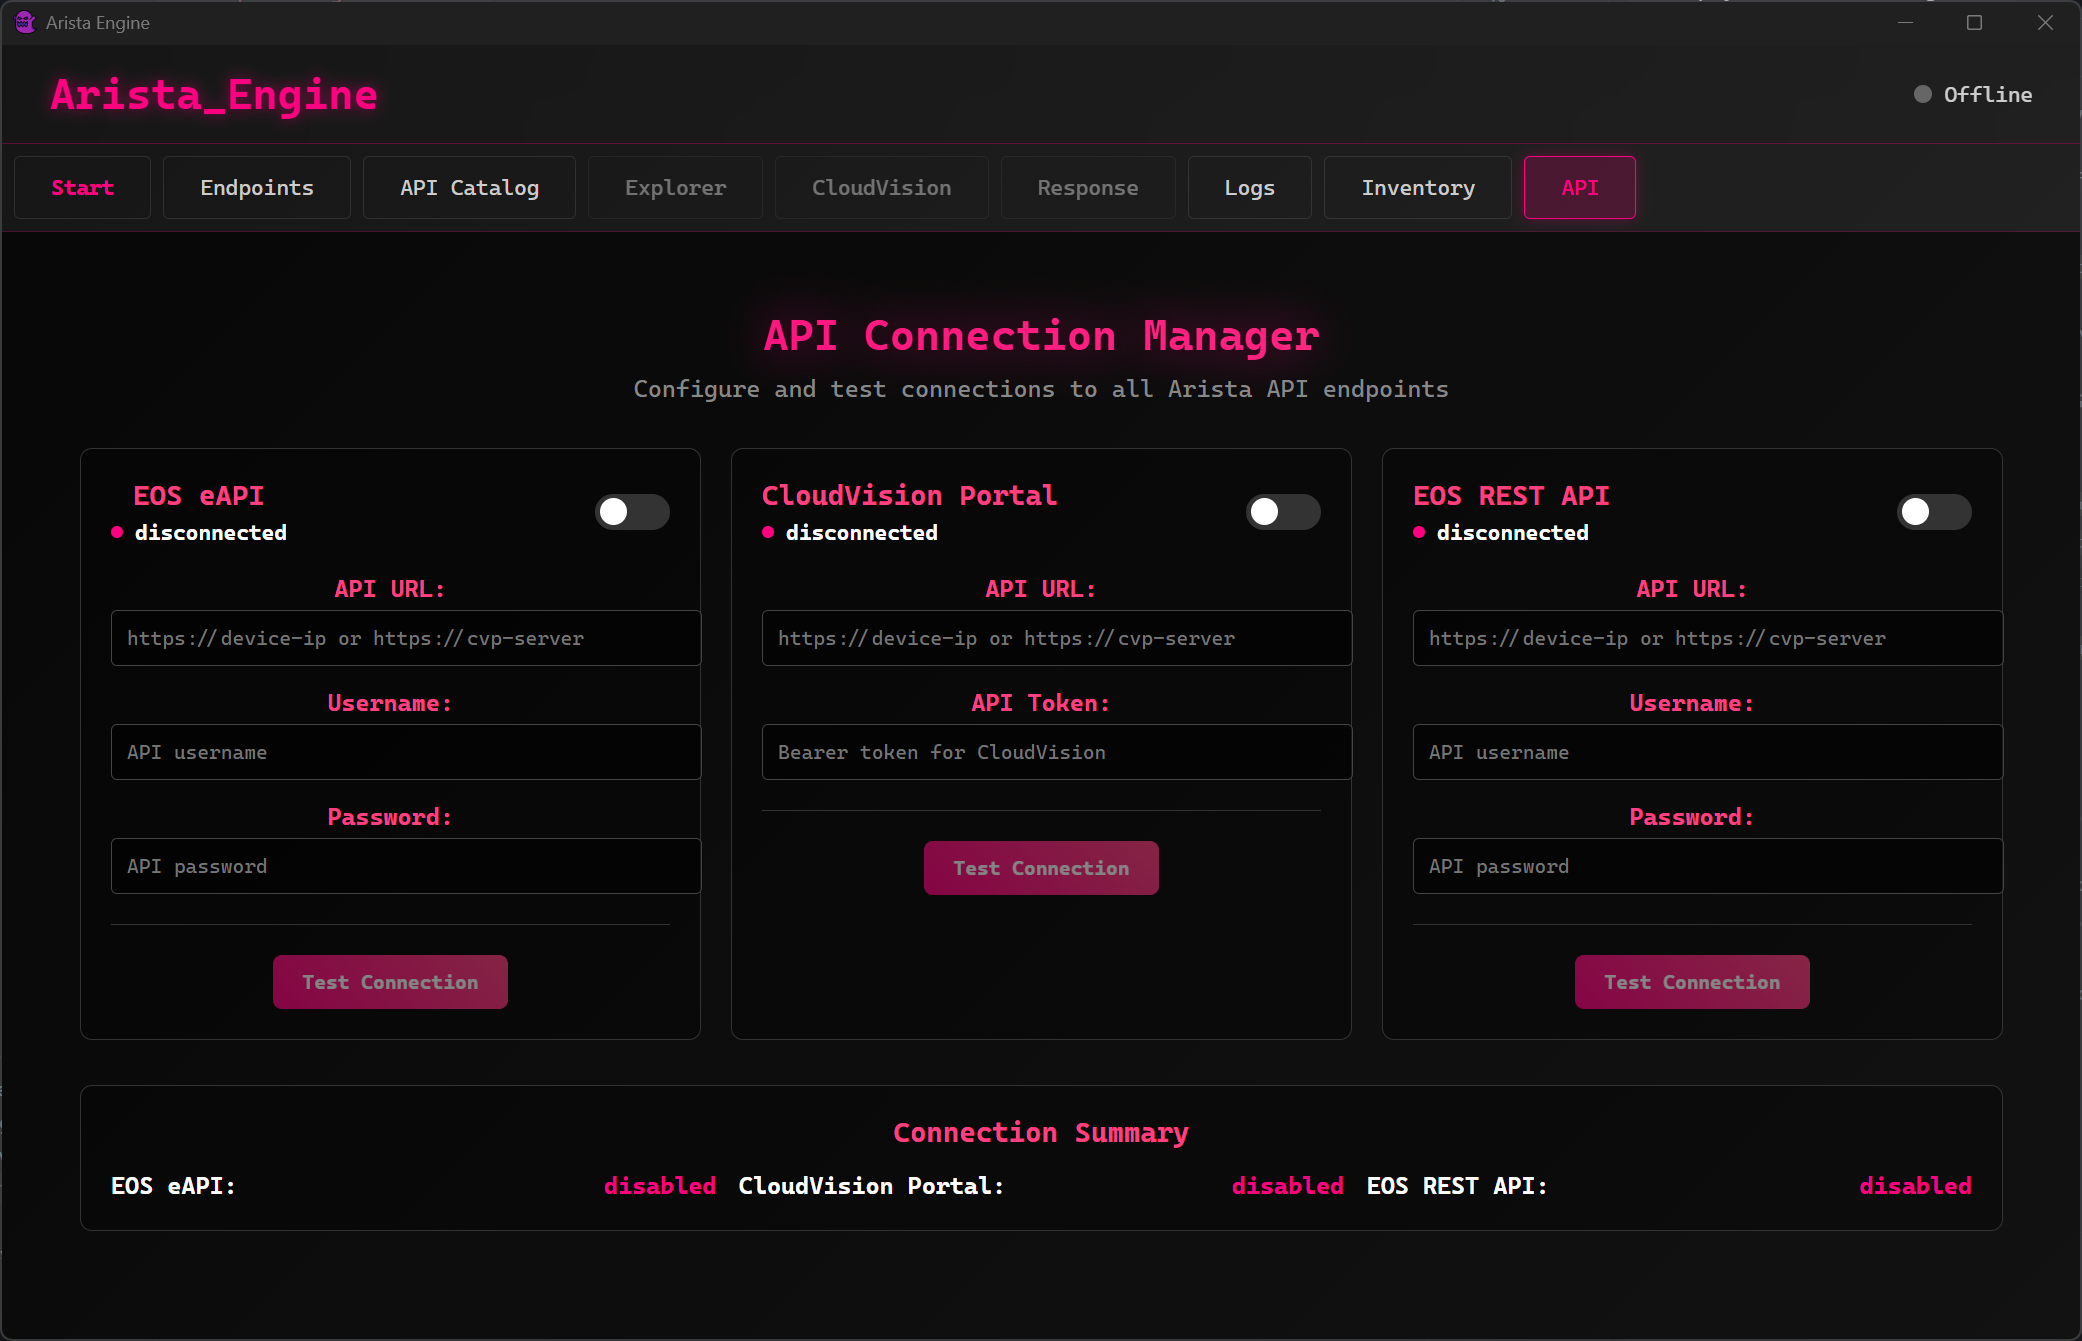 Arista Engine
Arista_Engine
Offline
Start
Endpoints
API Catalog
Explorer
CloudVision
Response
Logs
Inventory
API
API Connection Manager
Configure and test connections to all Arista API endpoints
EOS eAPI
disconnected
API URL:
https://device-ip or https://cvp-server
Username:
API username
Password:
API password
Test Connection
CloudVision Portal
disconnected
API URL:
https://device-ip or https://cvp-server
API Token:
Bearer token for CloudVision
Test Connection
EOS REST API
disconnected
API URL:
https://device-ip or https://cvp-server
Username:
API username
Password:
API password
Test Connection
Connection Summary
EOS eAPI: disabled
CloudVision Portal: disabled
EOS REST API: disabled